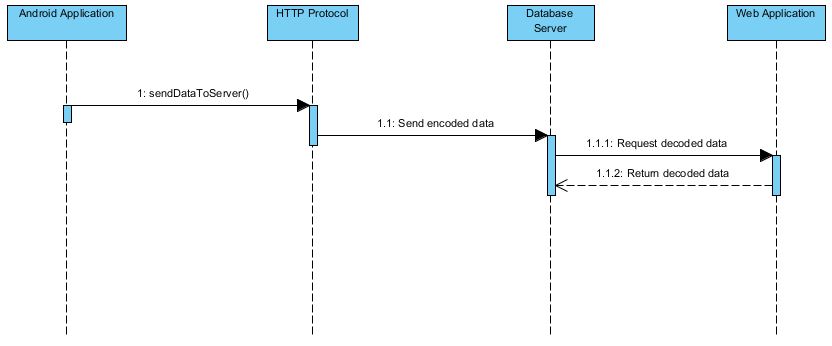 Android Application
HTTP Protocol
Database
Server
Web Application
1: sendDataToServer()
1.1: Send encoded data
1.1.1: Request decoded data
1.1.2: Return decoded data